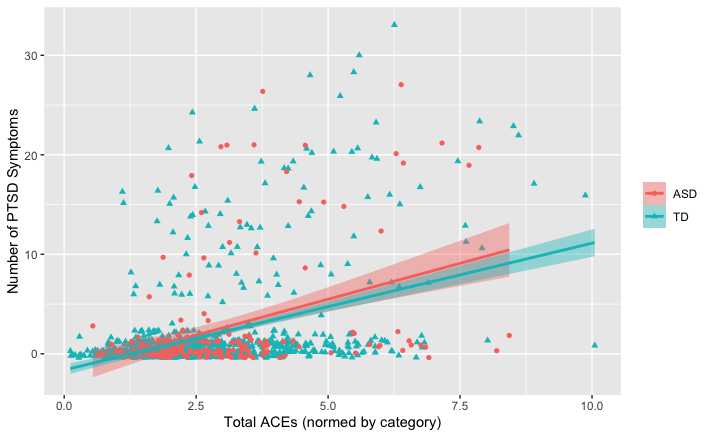 30
20
10
0
Number of PTSD Symptoms
0.0 2.5 5.0 7.5 10.0
Total ACEs (normed by category)
ASD
TD